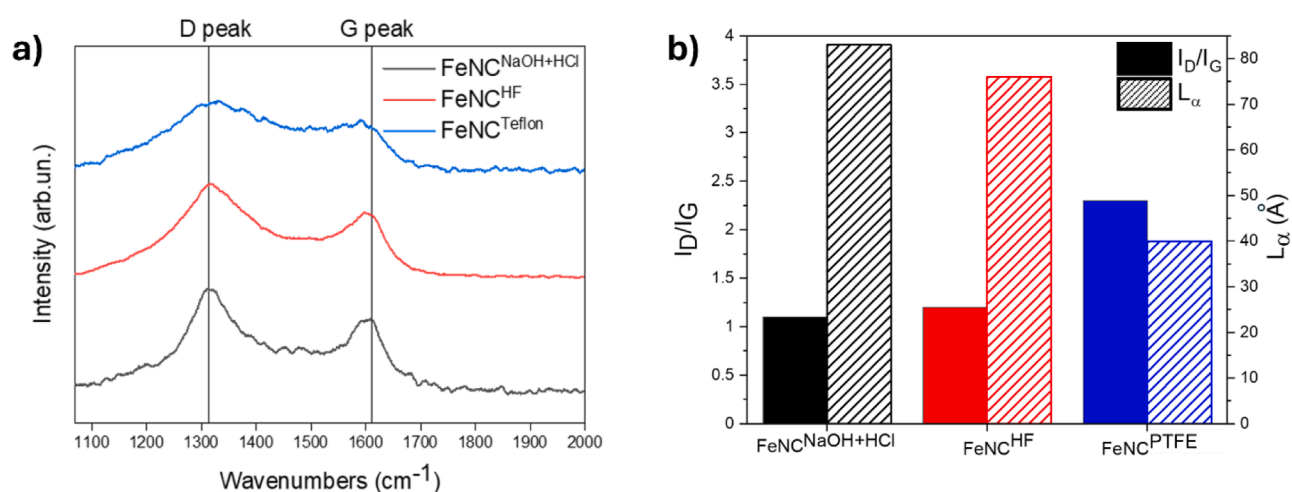 a)
D peak G peak
FeNC^NaOH+HCl
FeNC^HF
FeNC^Teflon
Intensity (arb.un.)
1100 1200 1300 1400 1500 1600 1700 1800 1900 2000
Wavenumbers (cm⁻¹)
b)
I_D/I_G
L_α
4
3.5
3
2.5
2
1.5
1
0.5
0
I_D/I_G
80
70
60
50
40
30
20
10
0
L_α (Å)
FeNC^NaOH+HCl FeNC^HF FeNC^PTFE